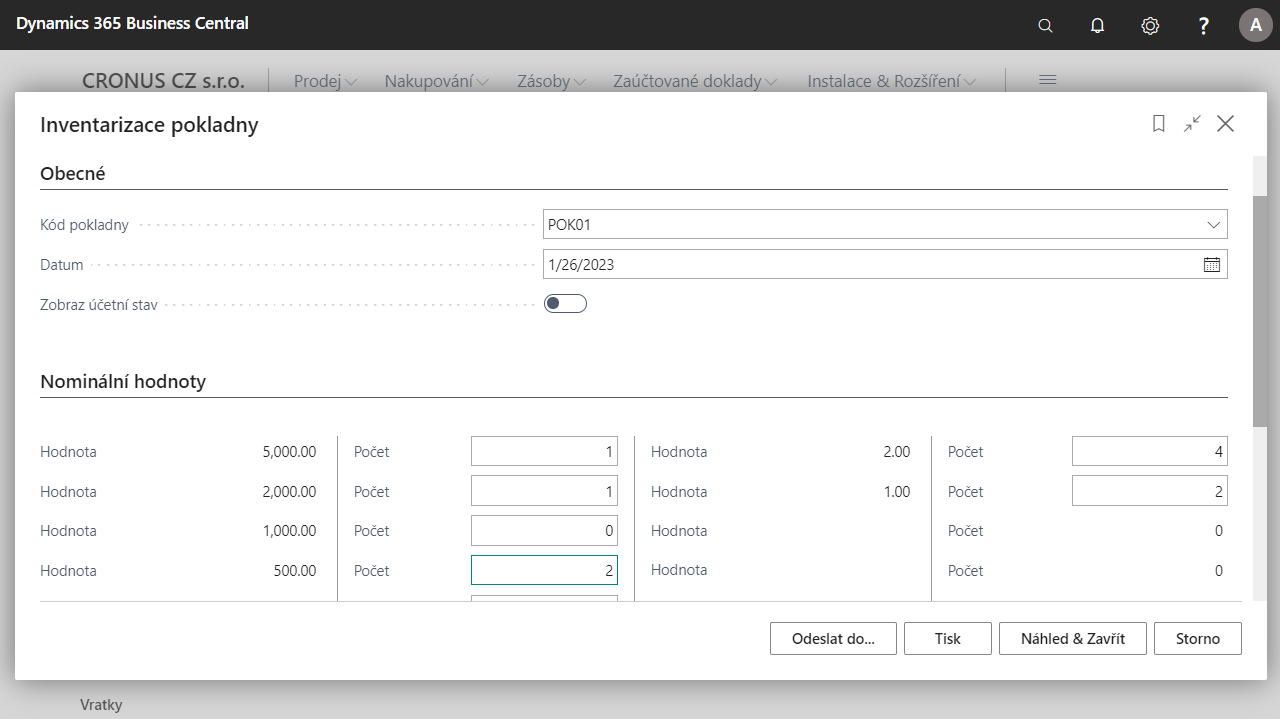 Dynamics 365 Business Central
?
A
CRONUS CZ s.r.o. Prodej Nakupování Zásoby Zaúčtované doklady Instalace & Rozšíření
Inventarizace pokladny
Obecné
Kód pokladny POK01
Datum 1/26/2023
Zobraz účetní stav
Nominální hodnoty
Hodnota 5,000.00 Počet 1 Hodnota 2.00 Počet 4
Hodnota 2,000.00 Počet 1 Hodnota 1.00 Počet 2
Hodnota 1,000.00 Počet 0 Hodnota Počet 0
Hodnota 500.00 Počet 2 Hodnota Počet 0
Odeslat do... Tisk Náhled & Zavřít Storno
Vratky